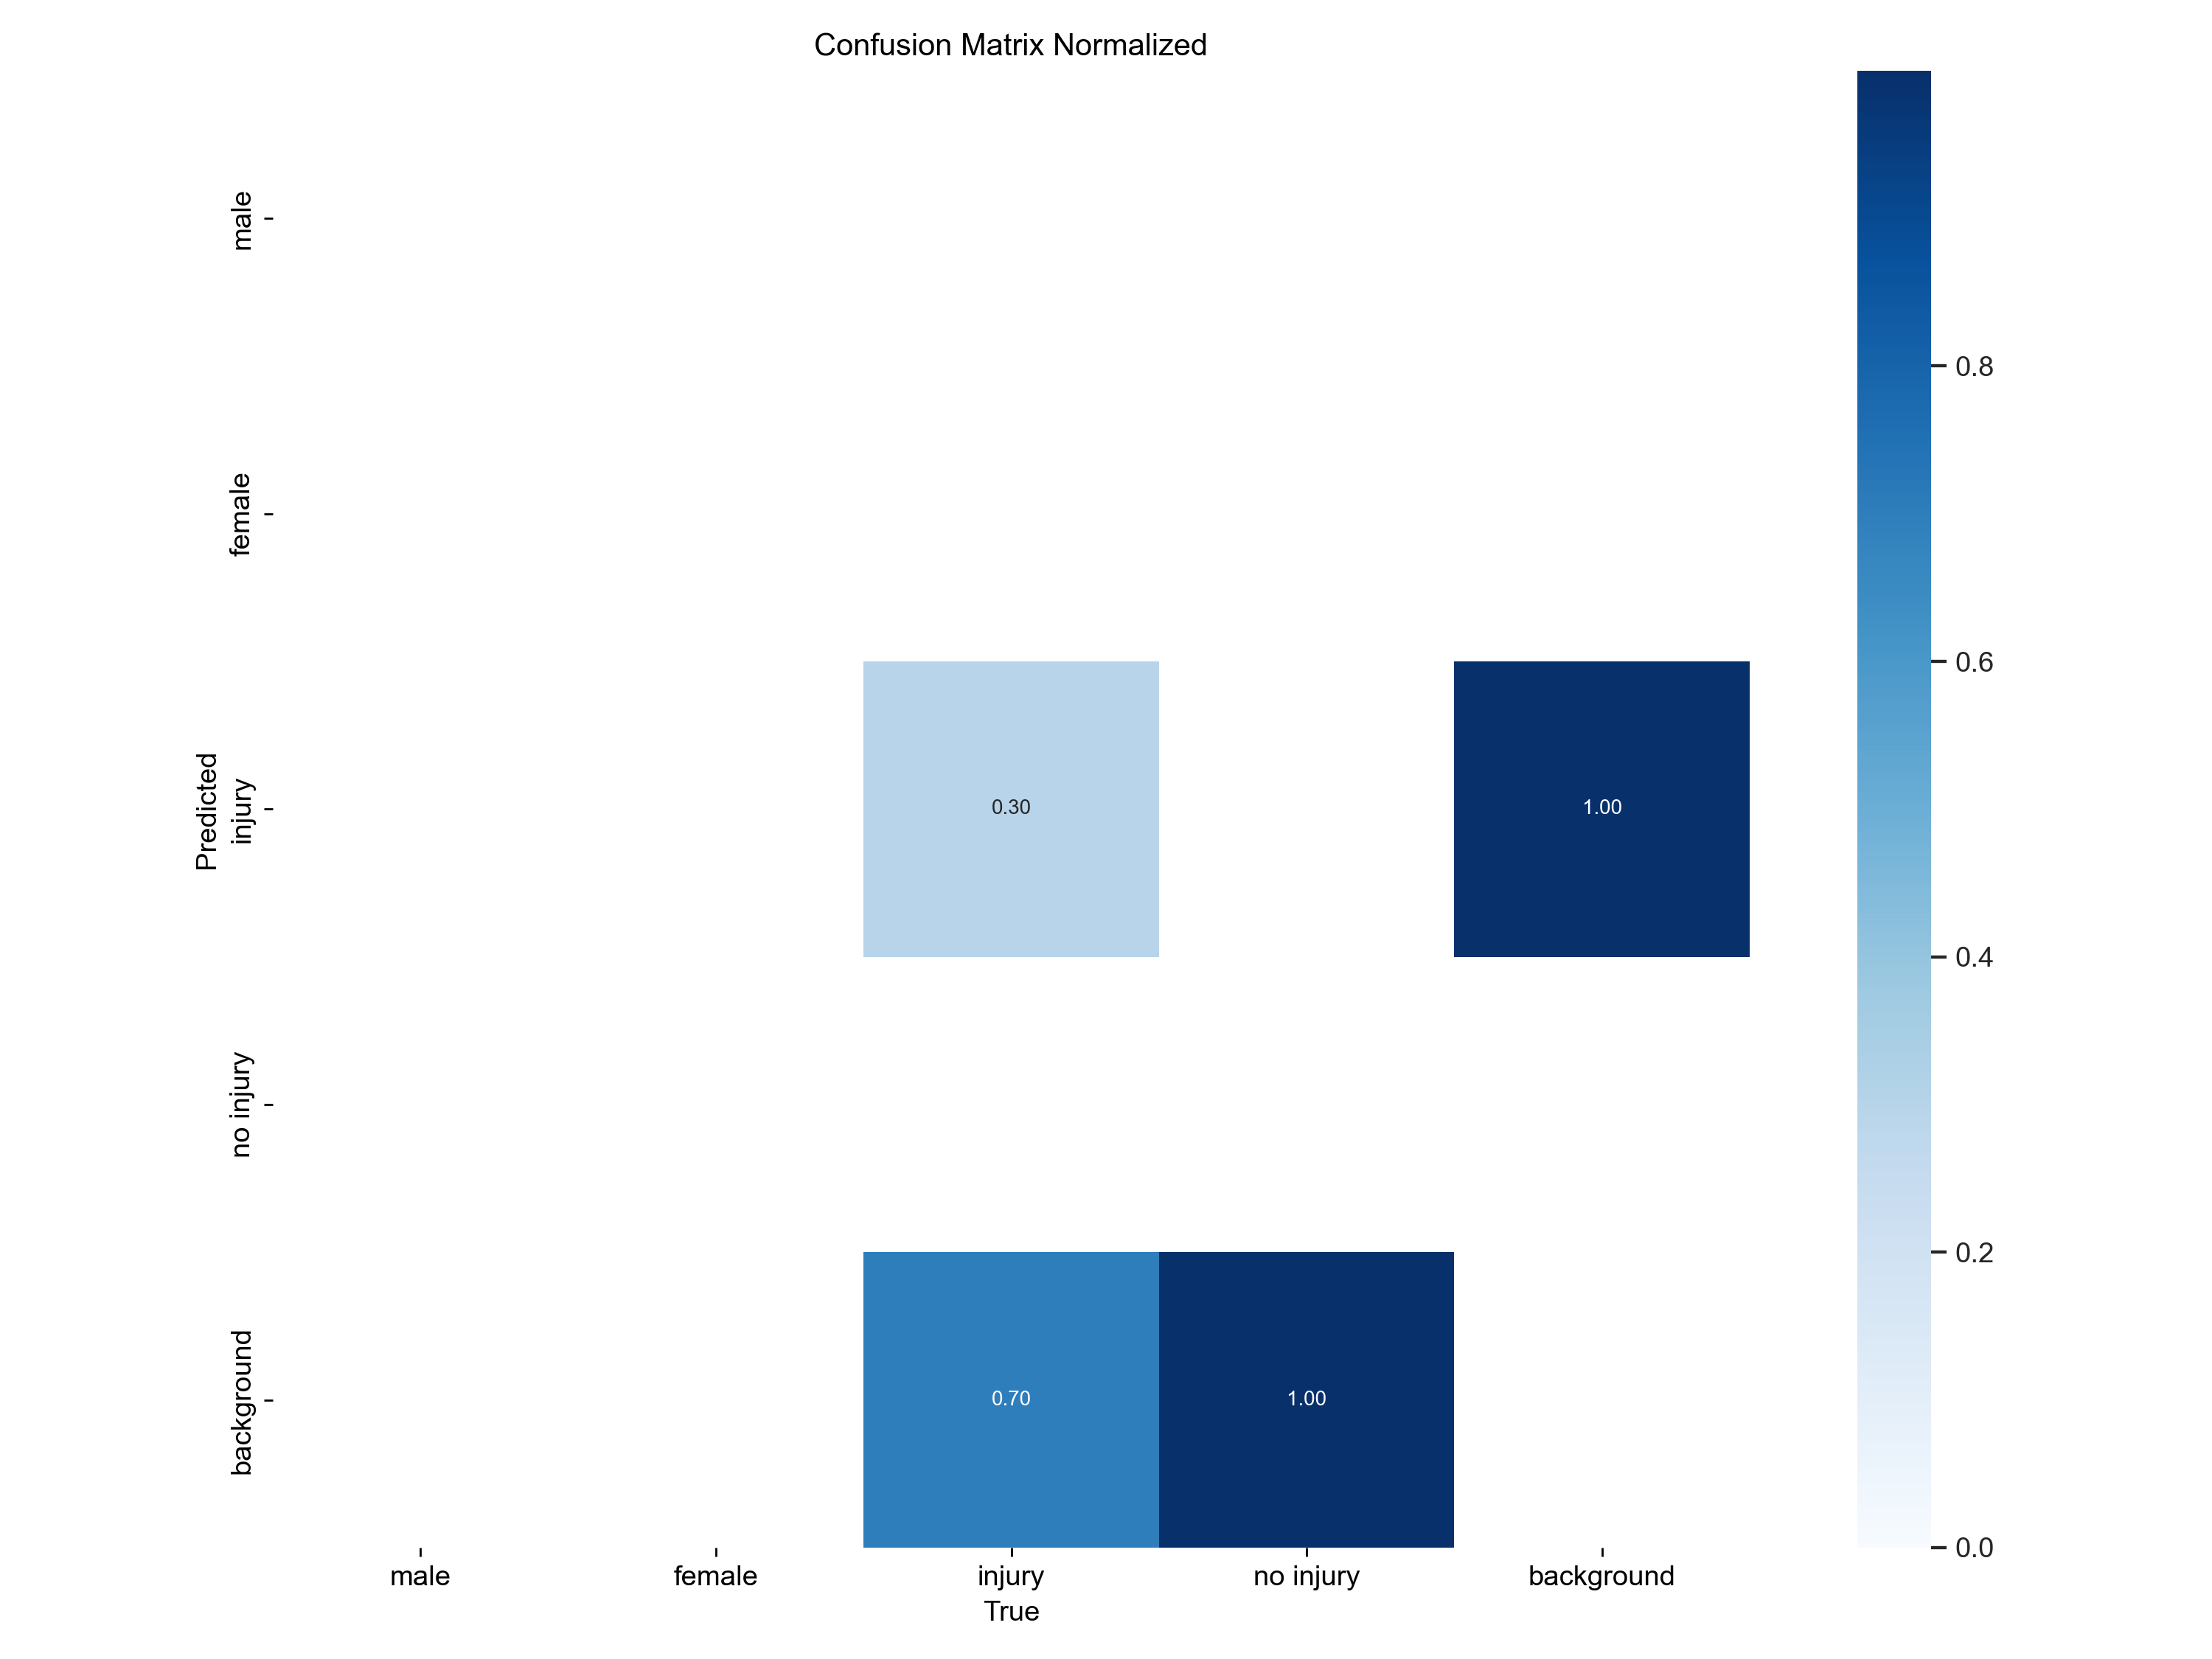 Confusion Matrix Normalized
male
female
injury
no injury
background
Predicted
0.30
1.00
0.70
1.00
male
female
injury
no injury
background
True
0.8
0.6
0.4
0.2
0.0